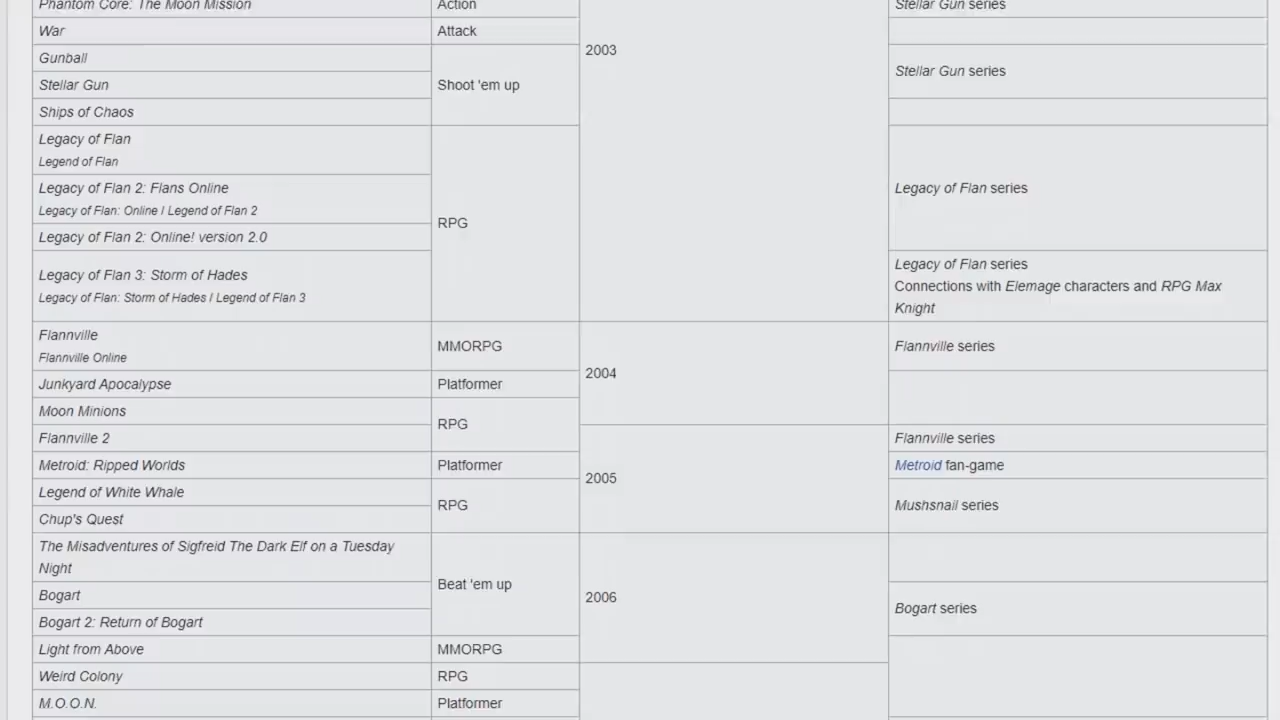 Phantom Core: The Moon Mission
Action
Stellar Gun series
War
Attack
2003
Gunball
Stellar Gun series
Stellar Gun
Shoot 'em up
Ships of Chaos
Legacy of Flan
Legend of Flan
Legacy of Flan 2: Flans Online
Legacy of Flan: Online / Legend of Flan 2
Legacy of Flan series
RPG
Legacy of Flan 2: Online! version 2.0
Legacy of Flan 3: Storm of Hades
Legacy of Flan: Storm of Hades / Legend of Flan 3
Legacy of Flan series
Connections with Elemage characters and RPG Max
Knight
Flannville
Flannville Online
MMORPG
Flannville series
2004
Junkyard Apocalypse
Platformer
Moon Minions
RPG
Flannville 2
Flannville series
Metroid: Ripped Worlds
Platformer
Metroid fan-game
2005
Legend of White Whale
RPG
Mushsnail series
Chup's Quest
The Misadventures of Sigfreid The Dark Elf on a Tuesday
Night
Beat 'em up
2006
Bogart
Bogart series
Bogart 2: Return of Bogart
Light from Above
MMORPG
Weird Colony
RPG
M.O.O.N.
Platformer